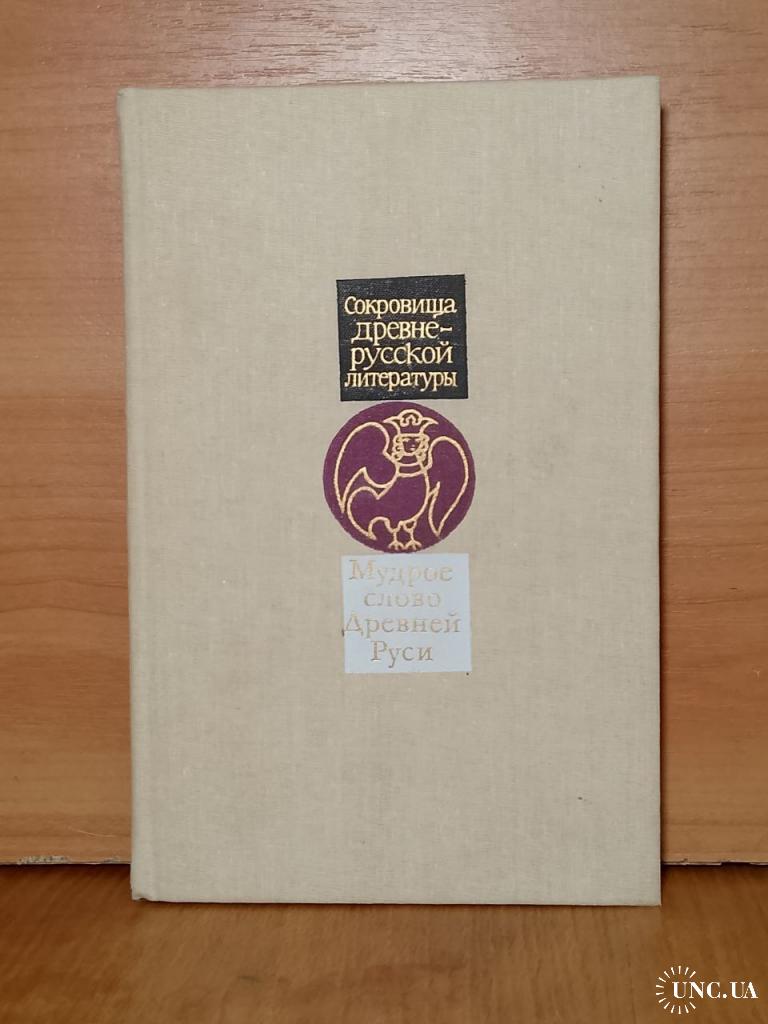 Сокровища
древне-
русской
литературы
Мудрое
слово
Древней
Руси
UNC.UA